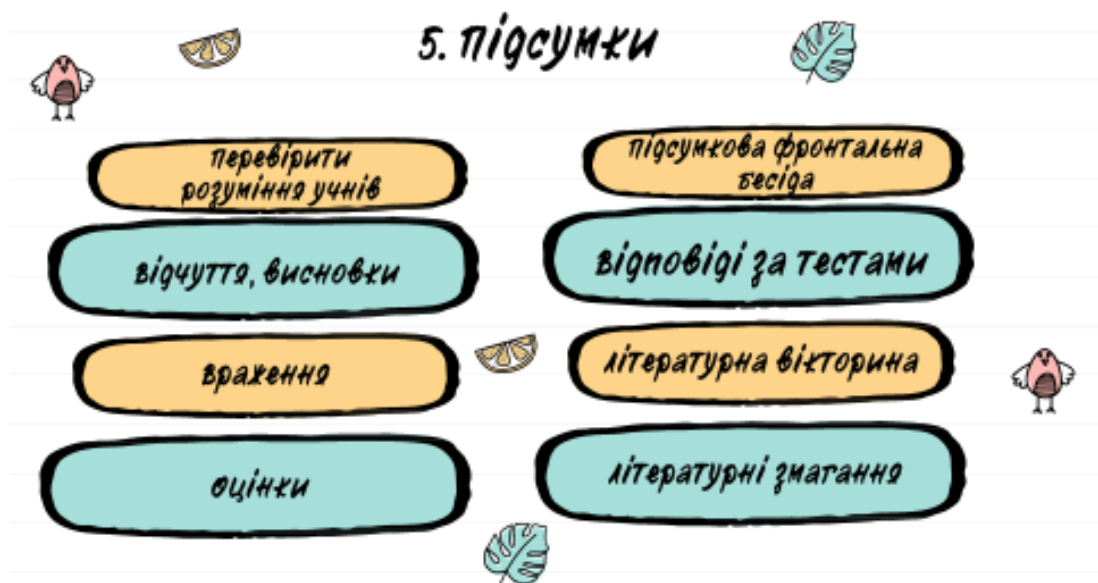 5. підсумки
перевірити
розуміння учнів
підсумкова фронтальна
бесіда
відчуття, висновки
відповіді за тестами
враження
літературна вікторина
оцінки
літературні змагання